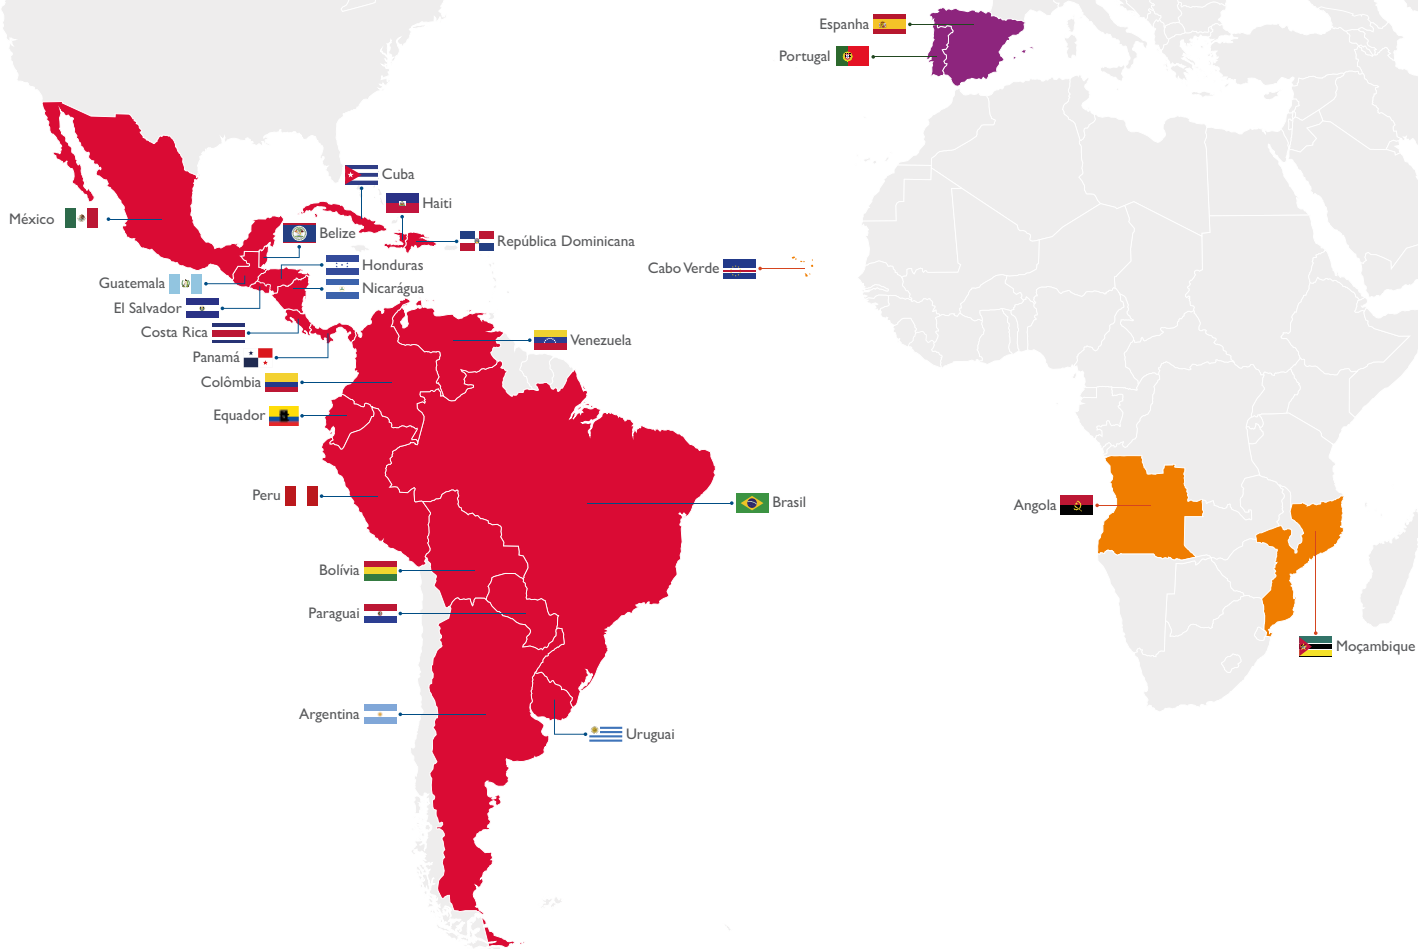 Espanha
Portugal
Cuba
Haiti
México
Belize
República Dominicana
Honduras
Cabo Verde
Guatemala
Nicarágua
El Salvador
Costa Rica
Venezuela
Panamá
Colômbia
Equador
Peru
Brasil
Angola
Bolívia
Paraguai
Moçambique
Argentina
Uruguai